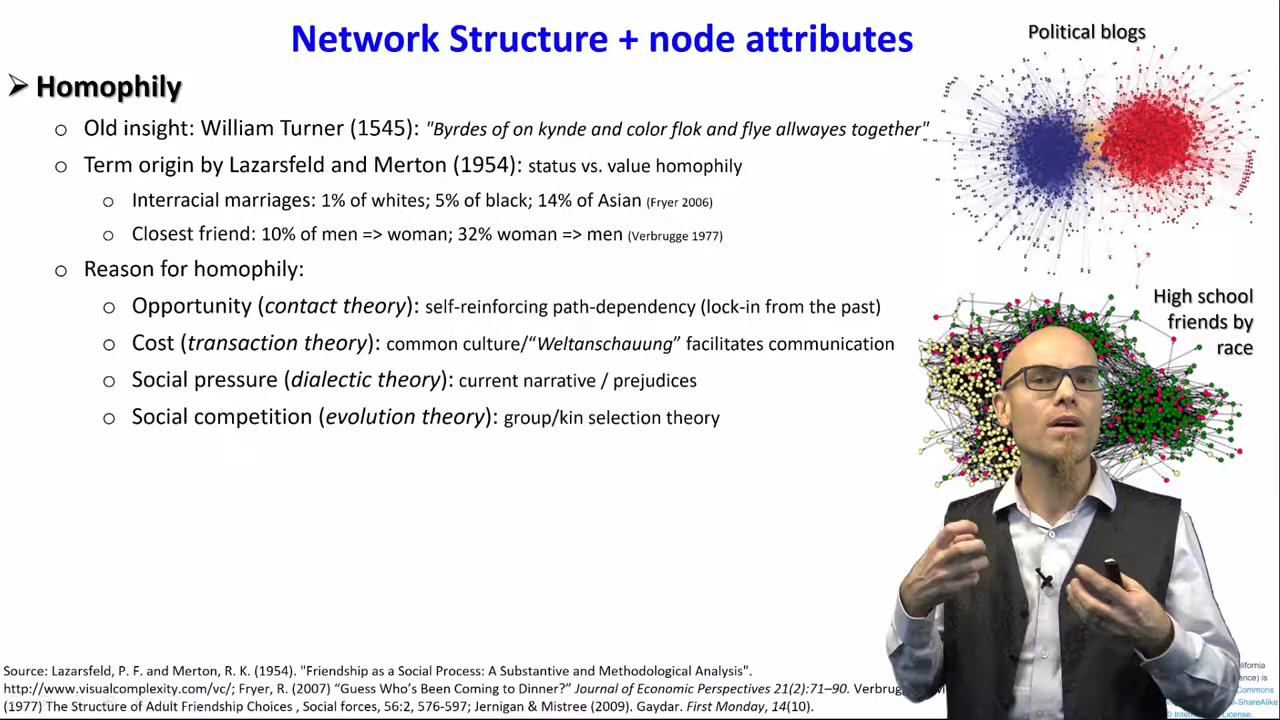 Network Structure + node attributes
Political blogs
➢ Homophily
o Old insight: William Turner (1545): "Byrdes of on kynde and color flok and flye allwayes together"
o Term origin by Lazarsfeld and Merton (1954): status vs. value homophily
o Interracial marriages: 1% of whites; 5% of black; 14% of Asian (Fryer 2006)
o Closest friend: 10% of men => woman; 32% woman => men (Verbrugge 1977)
o Reason for homophily:
o Opportunity (contact theory): self-reinforcing path-dependency (lock-in from the past)
o Cost (transaction theory): common culture/“Weltanschauung” facilitates communication
o Social pressure (dialectic theory): current narrative / prejudices
o Social competition (evolution theory): group/kin selection theory
High school
friends by
race
Source: Lazarsfeld, P. F. and Merton, R. K. (1954). "Friendship as a Social Process: A Substantive and Methodological Analysis".
http://www.visualcomplexity.com/vc/; Fryer, R. (2007) “Guess Who’s Been Coming to Dinner?” Journal of Economic Perspectives 21(2):71–90.
(1977) The Structure of Adult Friendship Choices , Social forces, 56:2, 576-597; Jernigan & Mistree (2009). Gaydar. First Monday, 14(10).
is
Commons
License.